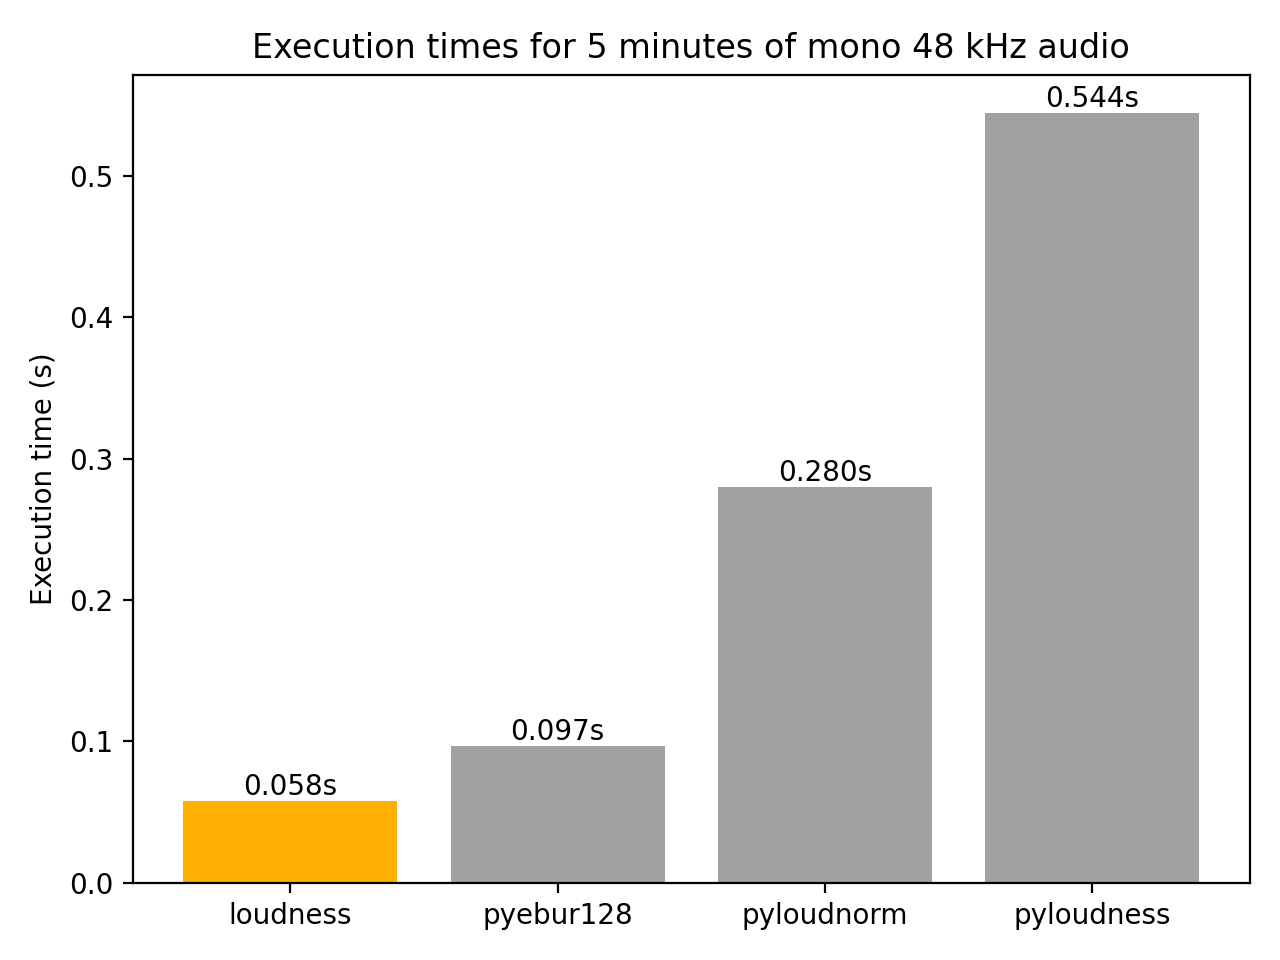 Execution times for 5 minutes of mono 48 kHz audio
Execution time (s)
0.5
0.4
0.3
0.2
0.1
0.0
0.544s
0.280s
0.097s
0.058s
loudness pyebur128 pyloudnorm pyloudness